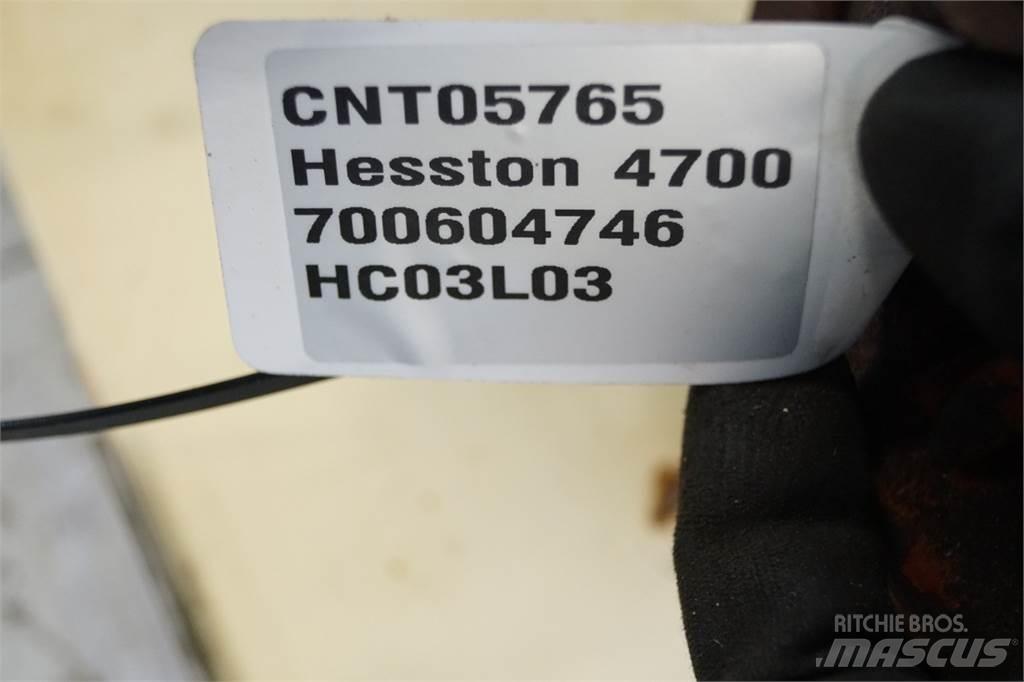 CNT05765
Hesston 4700
700604746
HC03L03
RITCHIE BROS.
MASCUS